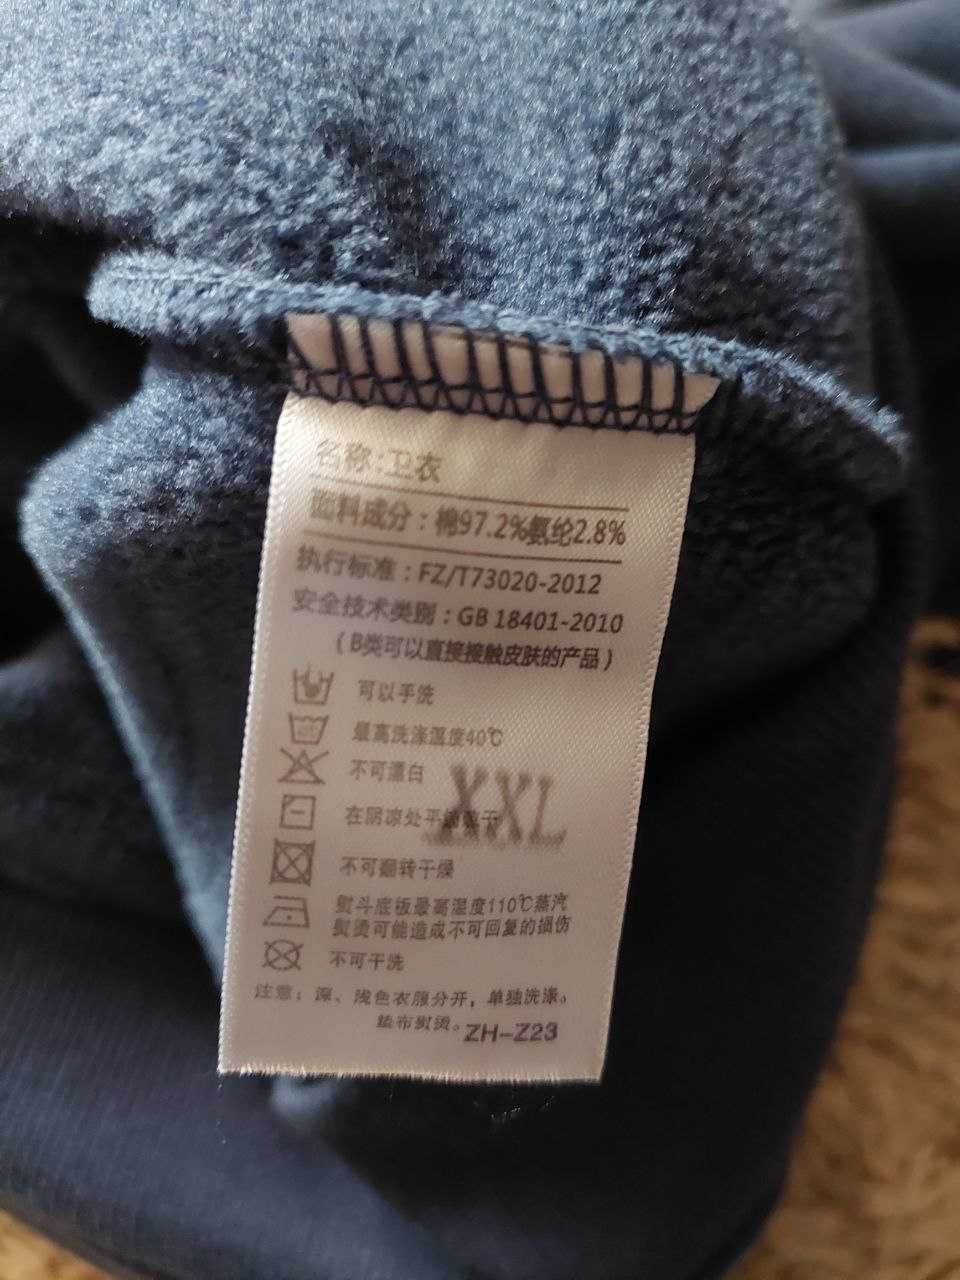 名称:卫衣
面料成分：棉97.2%氨纶2.8%
执行标准：FZ/T73020-2012
安全技术类别：GB 18401-2010
（B类可以直接接触皮肤的产品）
可以手洗
最高洗涤温度40℃
不可漂白
XXL
在阴凉处平铺晾干
不可翻转干燥
熨斗底板最高温度110℃蒸汽
熨烫可能造成不可回复的损伤
不可干洗
注意：深、浅色衣服分开，单独洗涤。
垫布熨烫。ZH-Z23